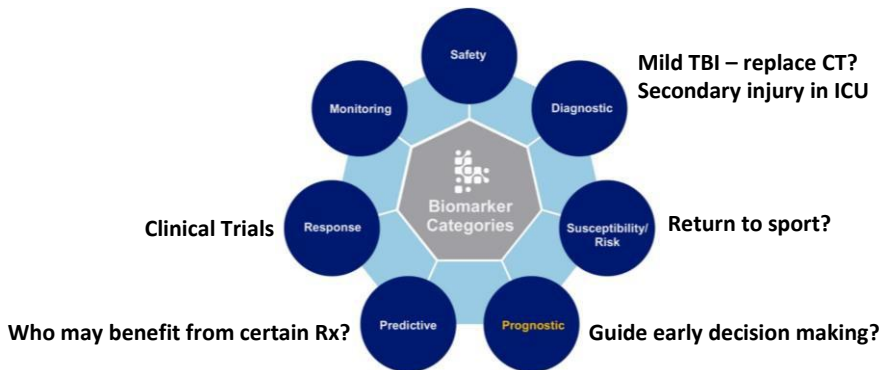 Safety
Mild TBI – replace CT?
Secondary injury in ICU
Monitoring
Diagnostic
Biomarker
Categories
Clinical Trials
Response
Susceptibility/
Risk
Return to sport?
Who may benefit from certain Rx?
Predictive
Prognostic
Guide early decision making?